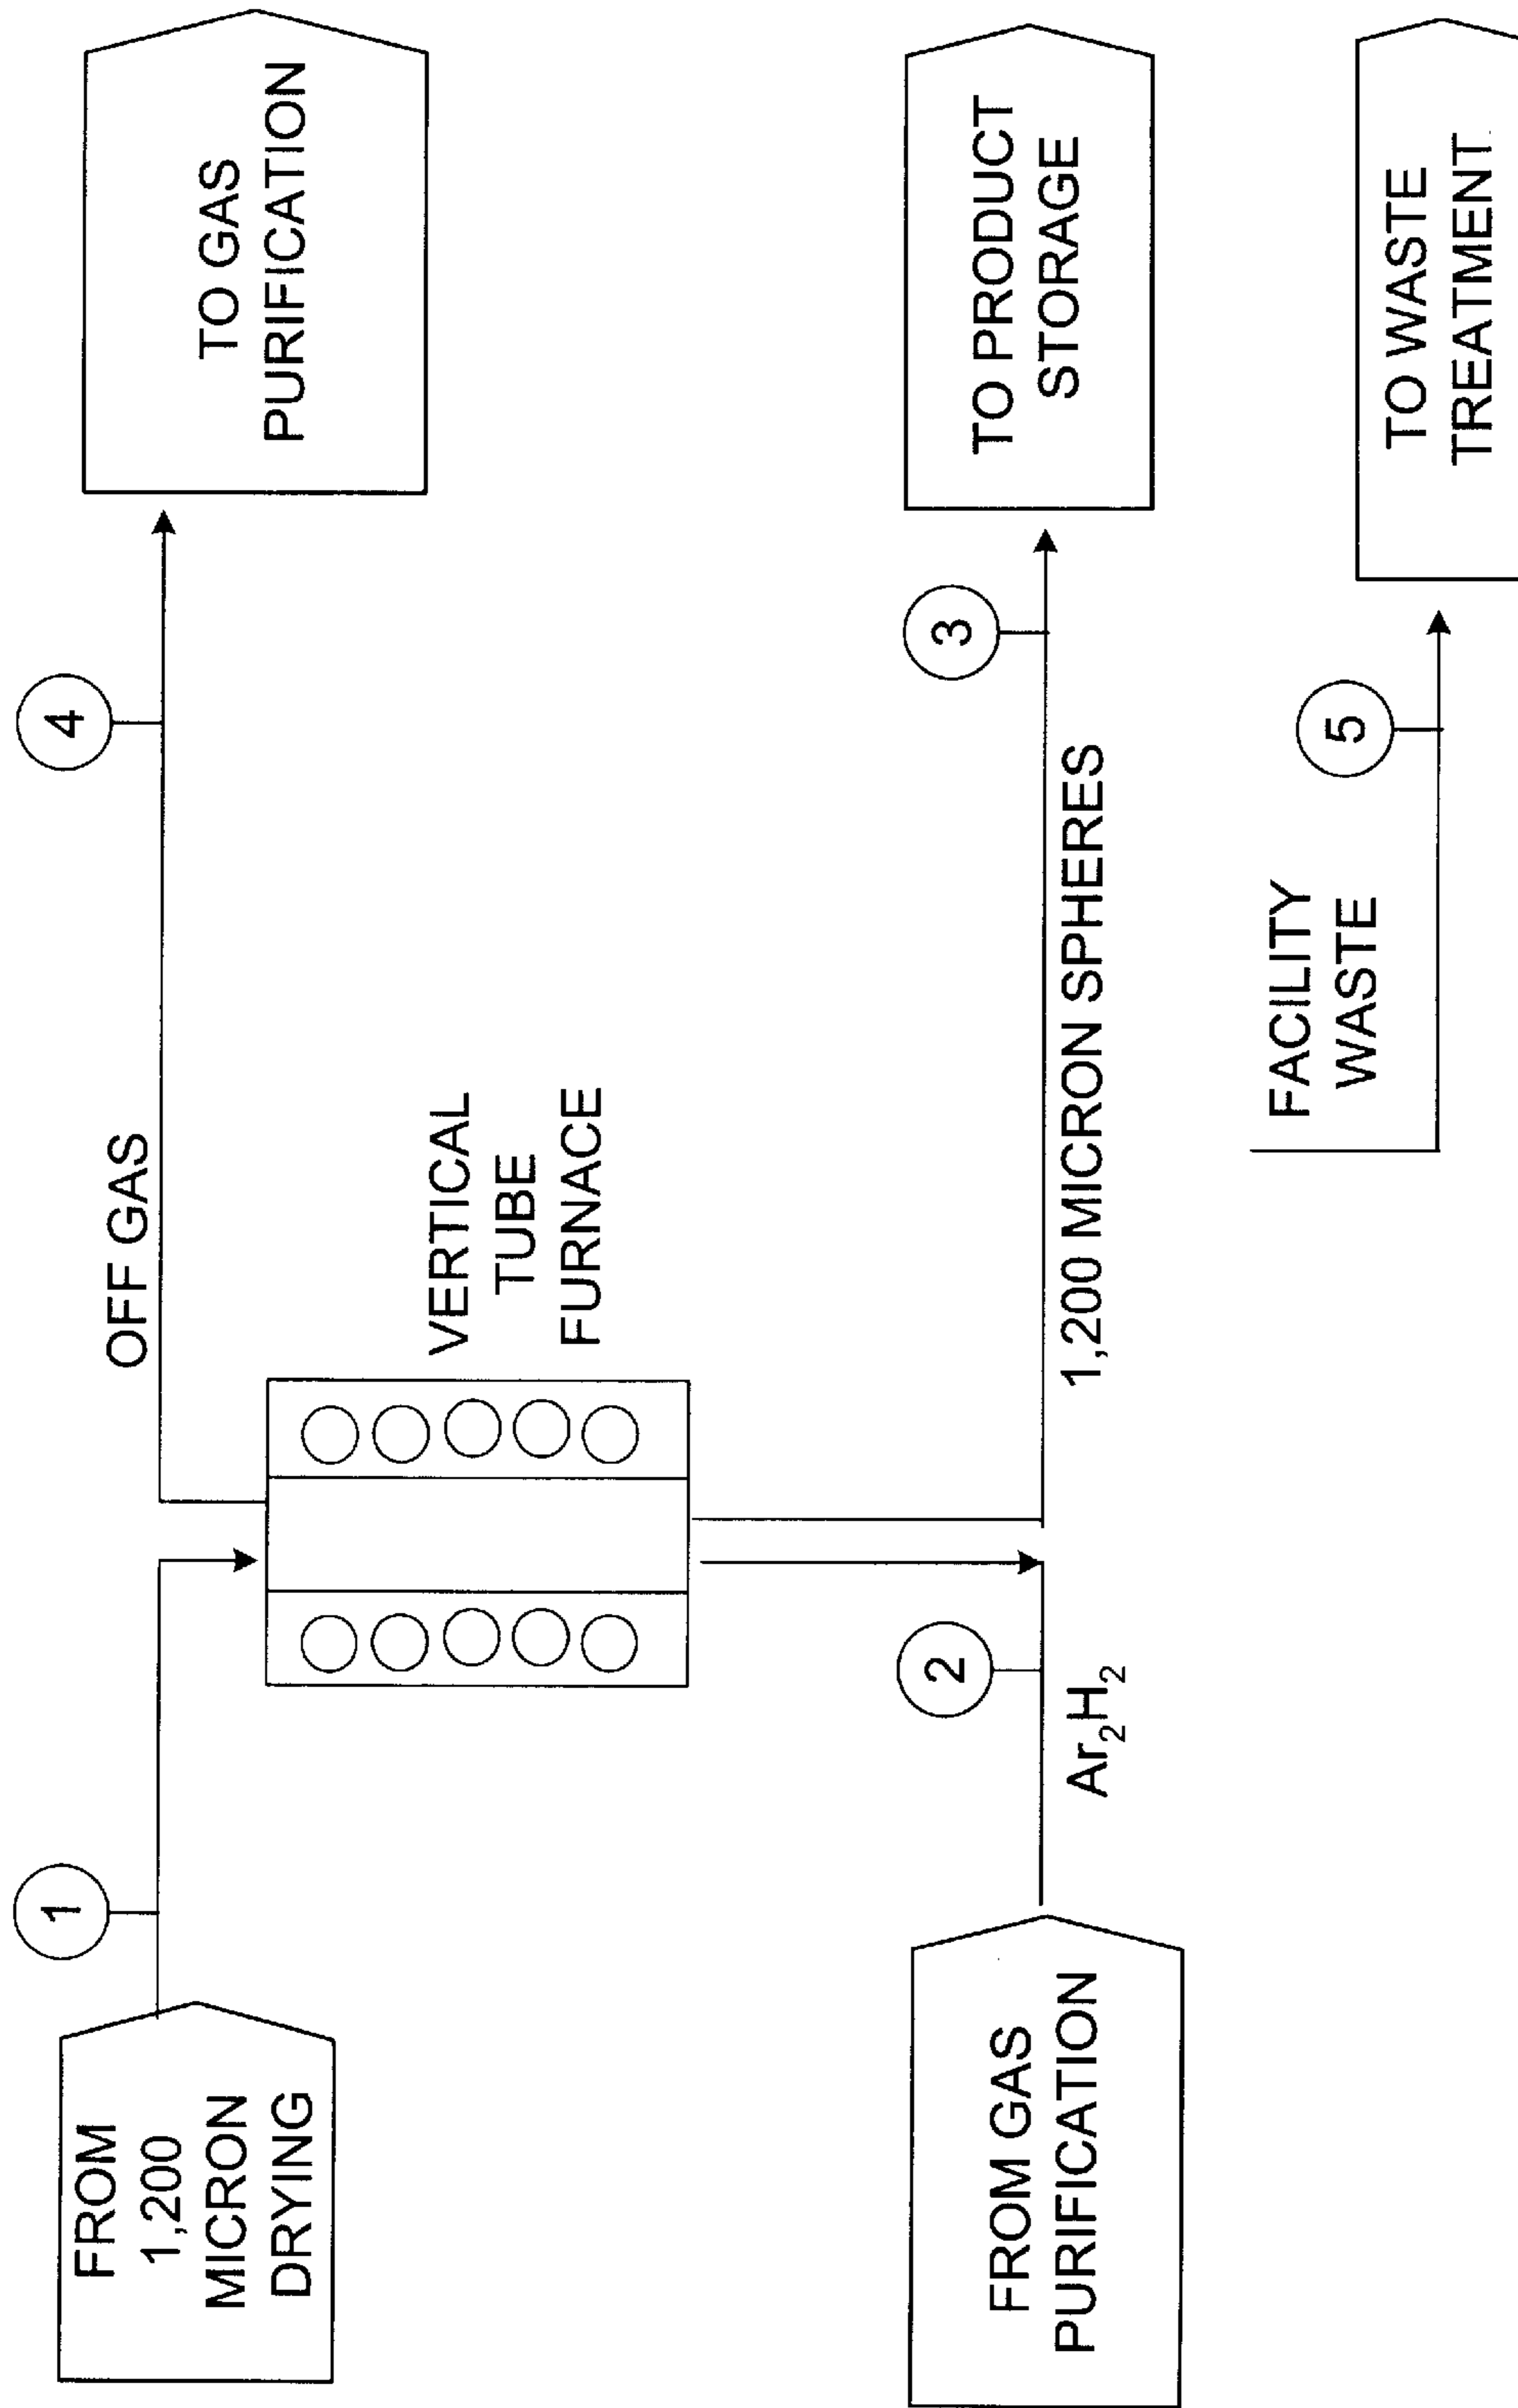 FROM
1,200
MICRON
DRYING
1
OFF GAS
4
TO GAS
PURIFICATION
VERTICAL
TUBE
FURNACE
FROM GAS
PURIFICATION
2
Ar₂H₂
1,200 MICRON SPHERES
3
TO PRODUCT
STORAGE
FACILITY
WASTE
5
TO WASTE
TREATMENT